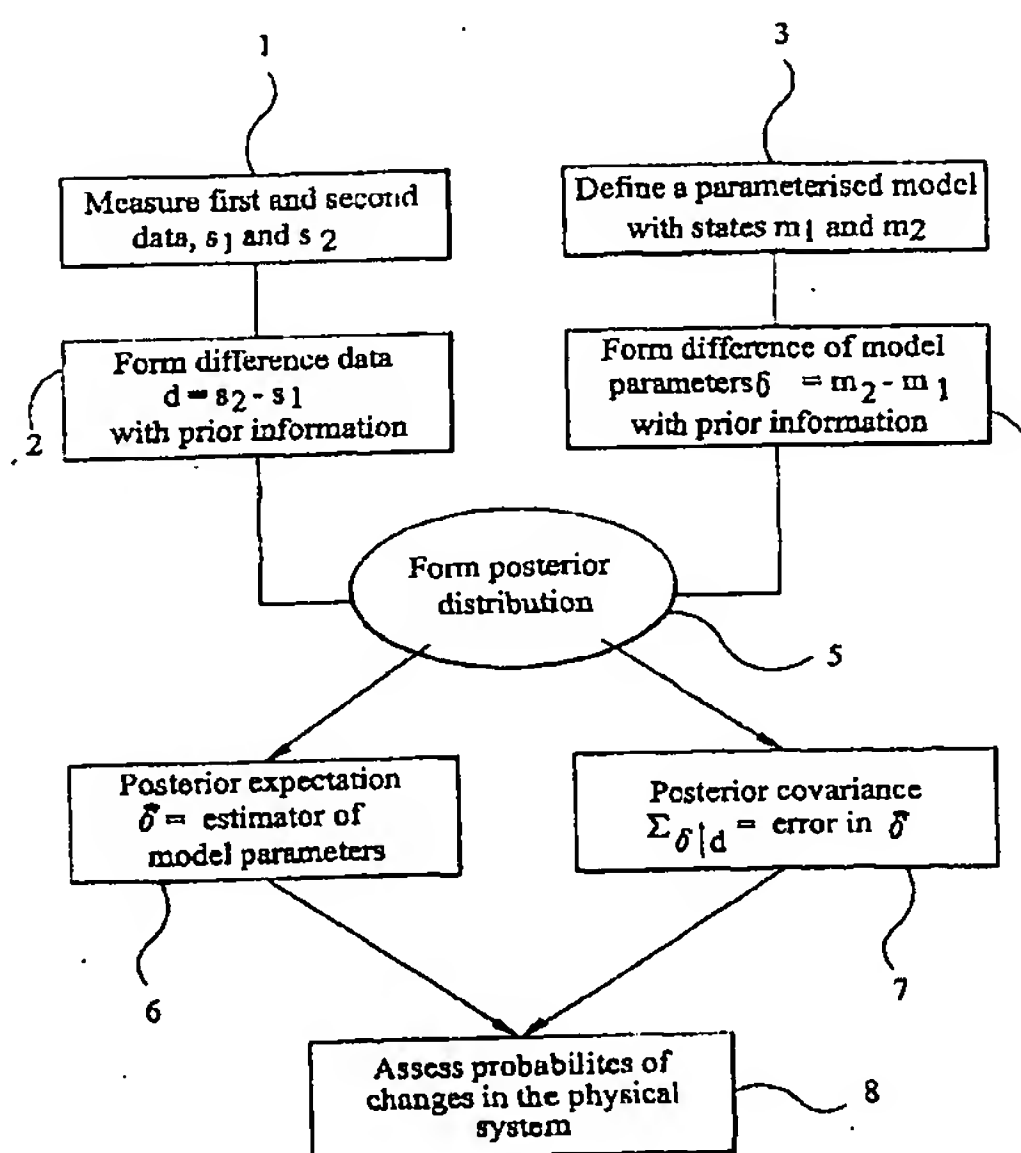 1
3
Measure first and second
data, s1 and s2
Define a parameterised model
with states m1 and m2
Form difference data
d = s2 - s1
with prior information
2
Form difference of model
parameters δ = m2 - m1
with prior information
Form posterior
distribution
5
Posterior expectation
δ̂ = estimator of
model parameters
6
Posterior covariance
Σδ|d = error in δ̂
7
Assess probabilites of
changes in the physical
system
8